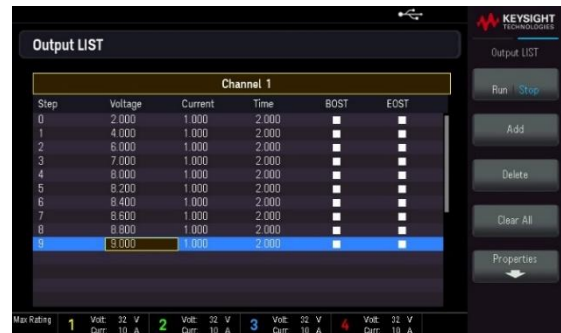 KEYSIGHT
TECHNOLOGIES
Output LIST
Output LIST
Channel 1
Run Stop
Step Voltage Current Time BOST EOST
0 2.000 1.000 2.000
1 4.000 1.000 2.000
Add
2 6.000 1.000 2.000
3 7.000 1.000 2.000
4 8.000 1.000 2.000
Delete
5 8.200 1.000 2.000
6 8.400 1.000 2.000
7 8.600 1.000 2.000
Clear All
8 8.800 1.000 2.000
9 9.000 1.000 2.000
Properties
Max Rating 1 Volt: 32 V 2 Volt: 32 V 3 Volt: 32 V 4 Volt: 32 V
Curr: 10 A Curr: 10 A Curr: 10 A Curr: 10 A